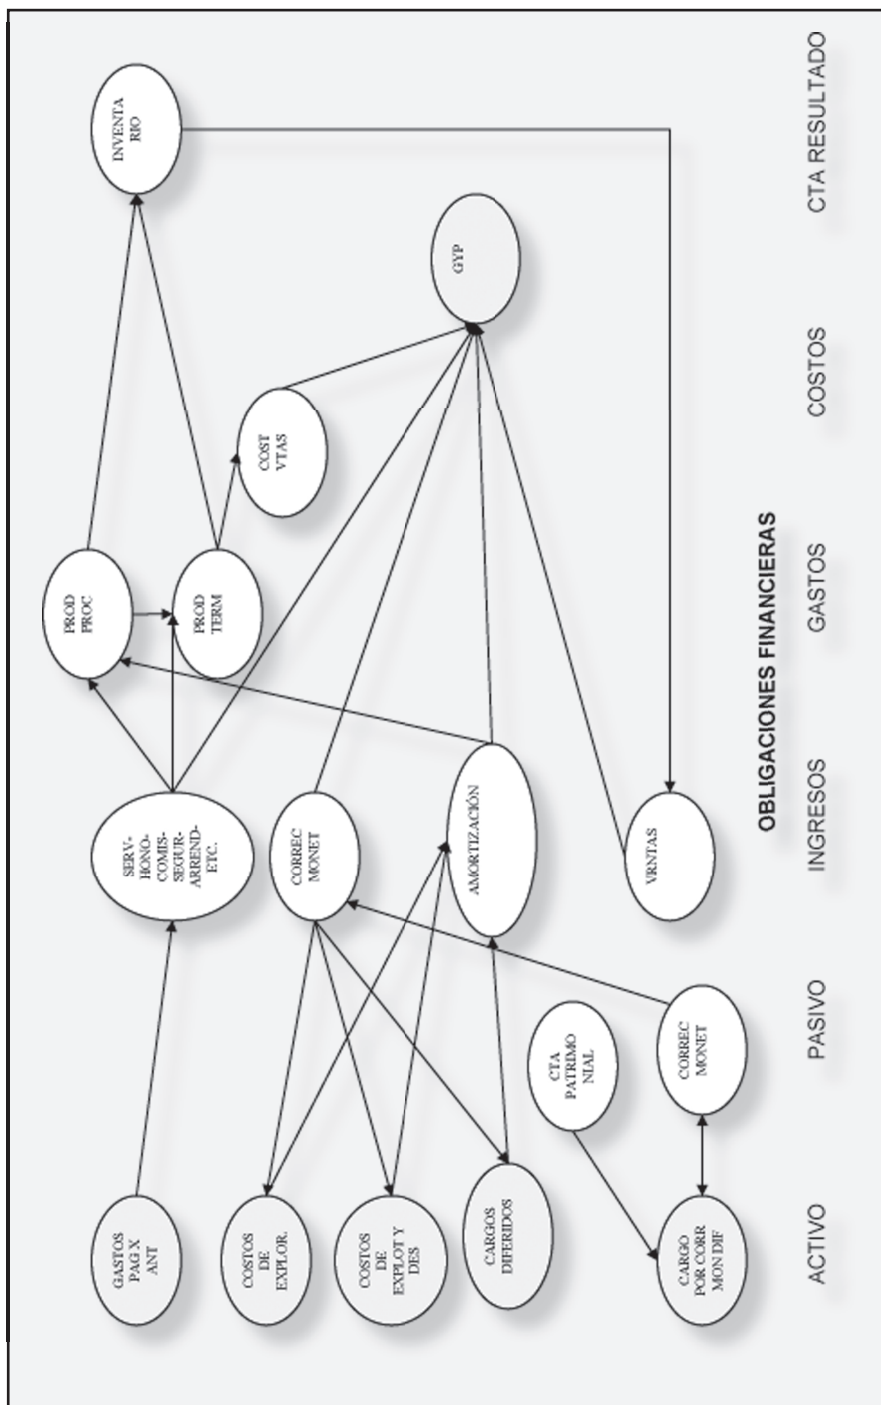 GASTOS
PAG X
ANT
COSTOS
DE
EXPLOR.
COSTOS
DE
EXPLOT Y
DES
CARGOS
DIFERIDOS
CARGO
POR CORR
MON DIF
CTA
PATRIMO
NIAL
CORREC
MONET
SERV-
HONO-
COMIS-
SEGUR-
ARREND-
ETC.
CORREC
MONET
AMORTIZACIÓN
VRNTAS
PROD
PROC
PROD
TERM
COST
VTAS
GYP
INVENTA
RIO
OBLIGACIONES FINANCIERAS
ACTIVO
PASIVO
INGRESOS
GASTOS
COSTOS
CTA RESULTADO